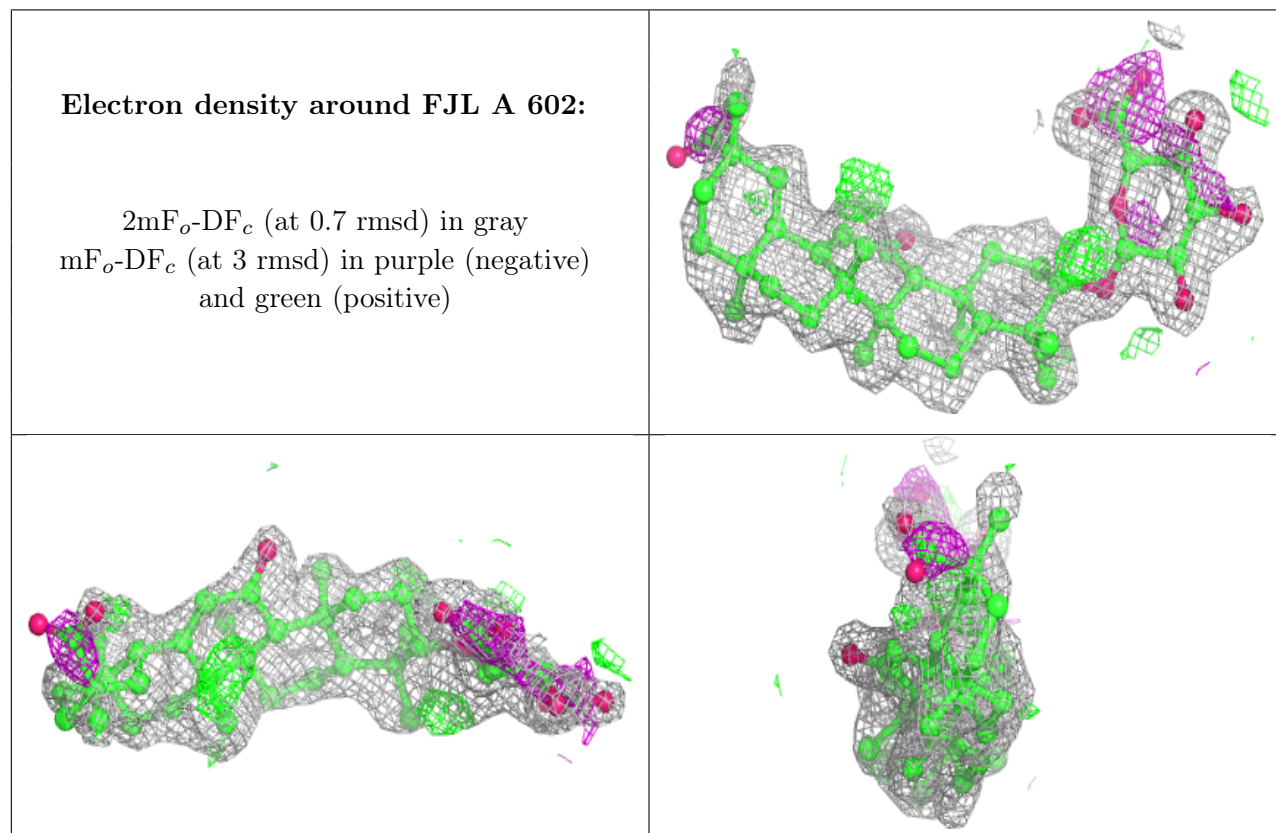 Electron density around FJL A 602:
2mFo-DFc (at 0.7 rmsd) in gray
mFo-DFc (at 3 rmsd) in purple (negative)
and green (positive)